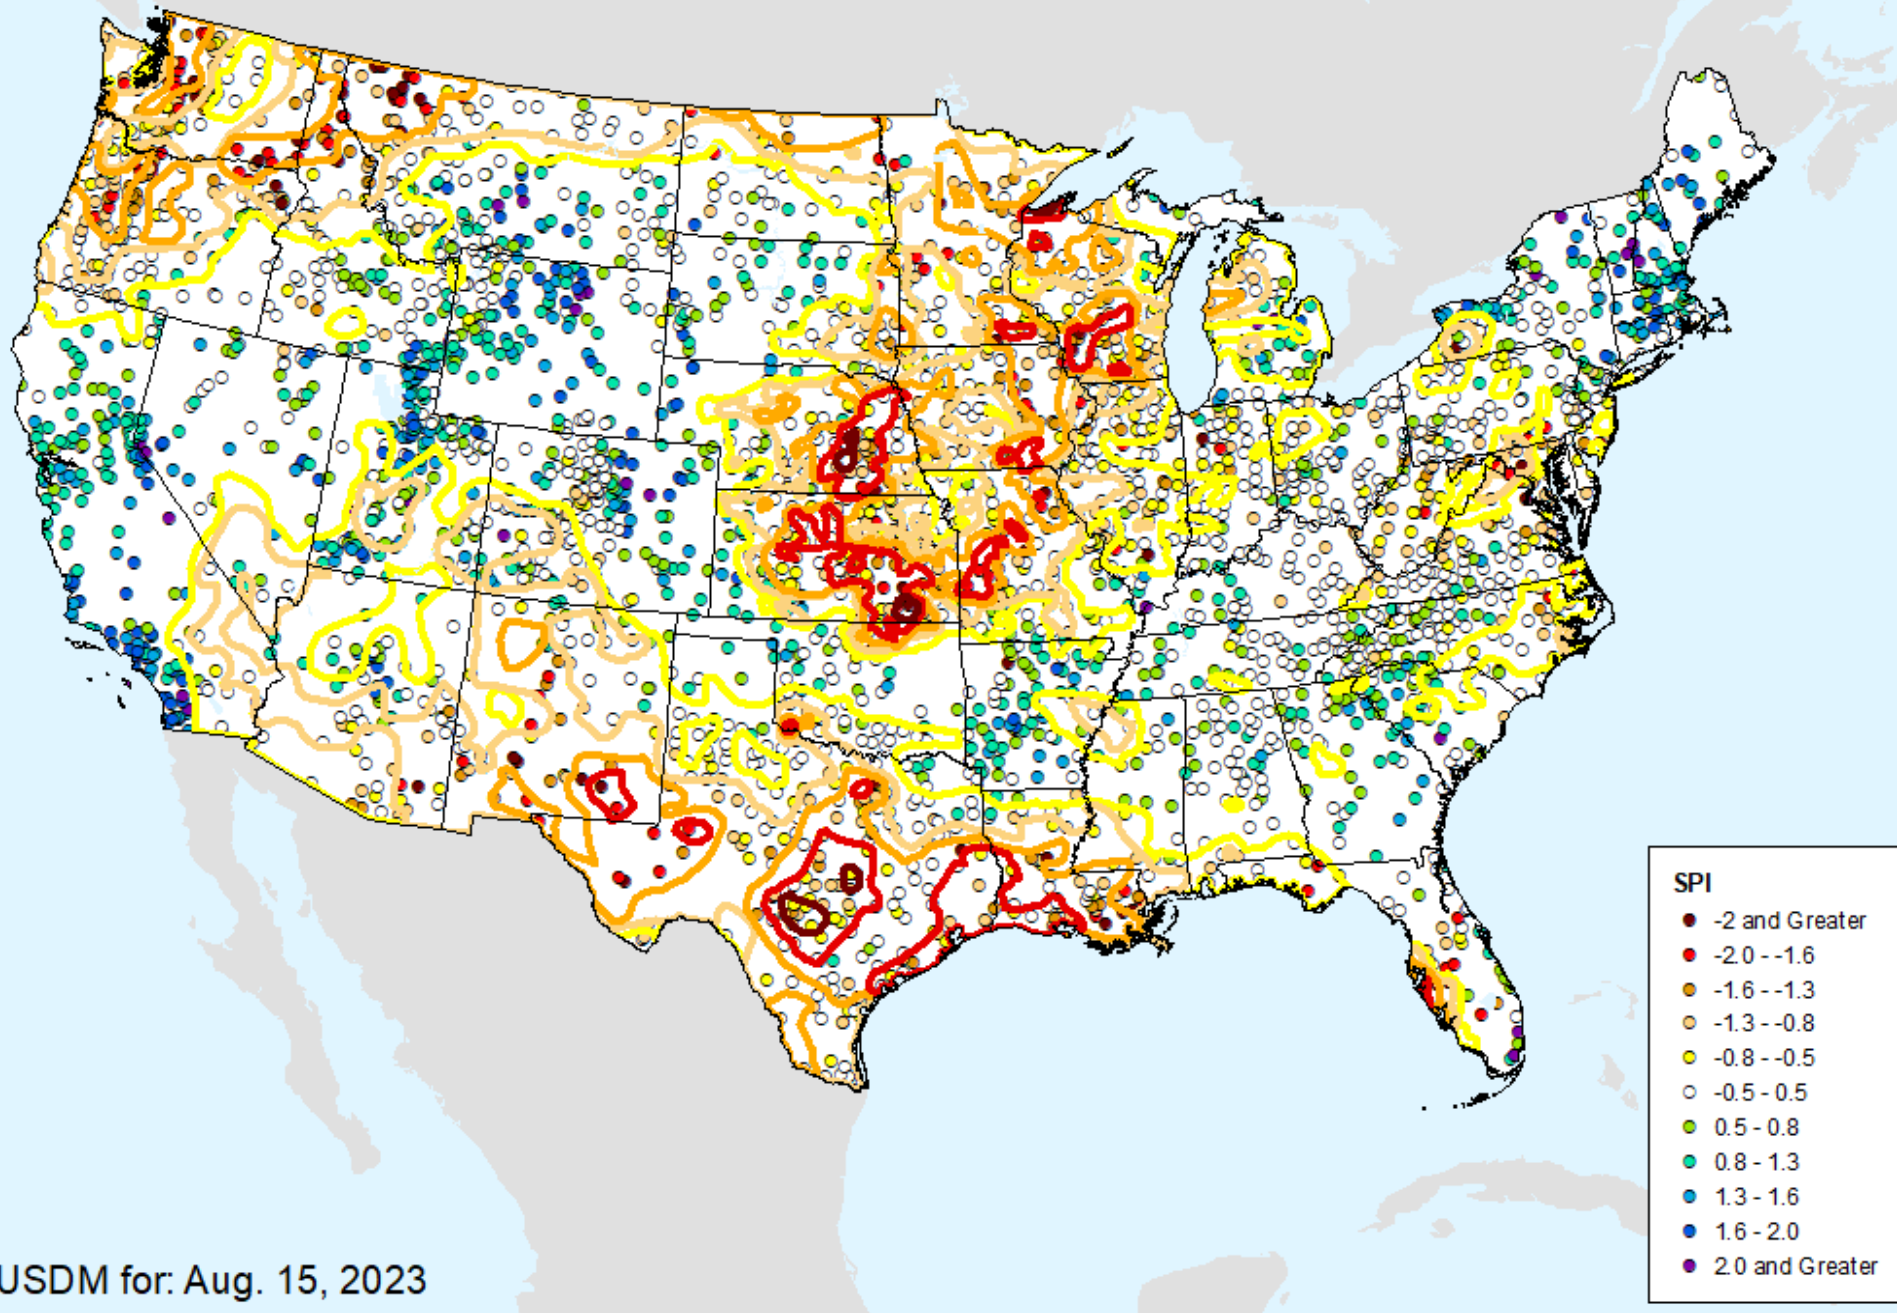 SPI
-2 and Greater
-2.0 - -1.6
-1.6 - -1.3
-1.3 - -0.8
-0.8 - -0.5
-0.5 - 0.5
0.5 - 0.8
0.8 - 1.3
1.3 - 1.6
1.6 - 2.0
2.0 and Greater
USDM for: Aug. 15, 2023